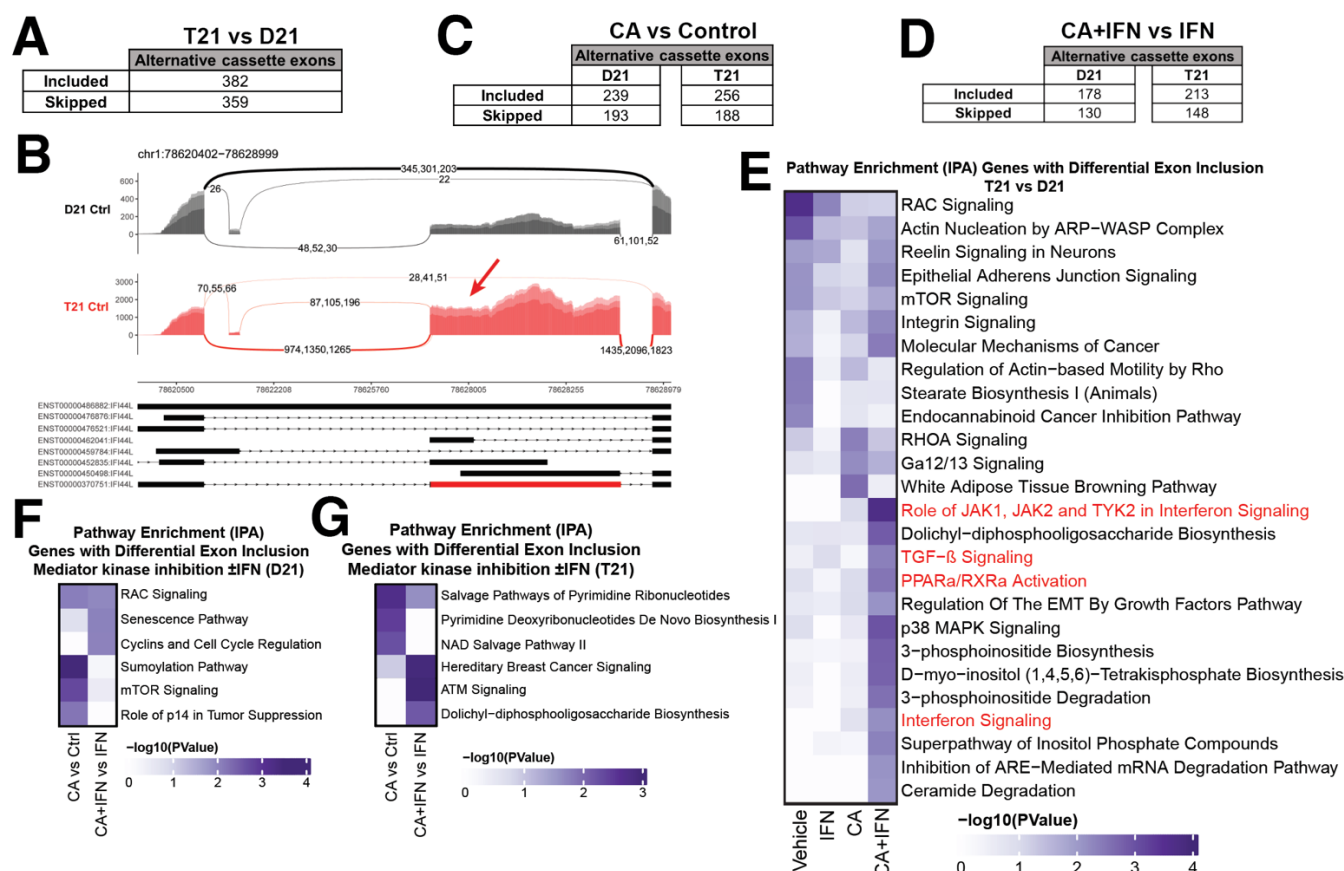 A
T21 vs D21
Alternative cassette exons
Included 382
Skipped 359
C
CA vs Control
Alternative cassette exons
D21 T21
Included 239 256
Skipped 193 188
D
CA+IFN vs IFN
Alternative cassette exons
D21 T21
Included 178 213
Skipped 130 148
B
chr1:78620402−78628999
D21 Ctrl
600
400
200
0
345,301,203
22
26
48,52,30
61,101,52
T21 Ctrl
3000
2000
1000
0
28,41,51
70,55,66
87,105,196
974,1350,1265
1435,2096,1823
78620500 78622208 78625760 78628005 78628255 78628979
ENST00000486882:IFI44L
ENST00000476876:IFI44L
ENST00000476521:IFI44L
ENST00000462041:IFI44L
ENST00000459784:IFI44L
ENST00000452835:IFI44L
ENST00000450498:IFI44L
ENST00000370751:IFI44L
E
Pathway Enrichment (IPA) Genes with Differential Exon Inclusion
T21 vs D21
RAC Signaling
Actin Nucleation by ARP−WASP Complex
Reelin Signaling in Neurons
Epithelial Adherens Junction Signaling
mTOR Signaling
Integrin Signaling
Molecular Mechanisms of Cancer
Regulation of Actin−based Motility by Rho
Stearate Biosynthesis I (Animals)
Endocannabinoid Cancer Inhibition Pathway
RHOA Signaling
Ga12/13 Signaling
White Adipose Tissue Browning Pathway
Role of JAK1, JAK2 and TYK2 in Interferon Signaling
Dolichyl−diphosphooligosaccharide Biosynthesis
TGF−ß Signaling
PPARa/RXRa Activation
Regulation Of The EMT By Growth Factors Pathway
p38 MAPK Signaling
3−phosphoinositide Biosynthesis
D−myo−inositol (1,4,5,6)−Tetrakisphosphate Biosynthesis
3−phosphoinositide Degradation
Interferon Signaling
Superpathway of Inositol Phosphate Compounds
Inhibition of ARE−Mediated mRNA Degradation Pathway
Ceramide Degradation
Vehicle
IFN
CA
CA+IFN
−log10(PValue)
0 1 2 3 4
F
Pathway Enrichment (IPA)
Genes with Differential Exon Inclusion
Mediator kinase inhibition ±IFN (D21)
RAC Signaling
Senescence Pathway
Cyclins and Cell Cycle Regulation
Sumoylation Pathway
mTOR Signaling
Role of p14 in Tumor Suppression
CA vs Ctrl
CA+IFN vs IFN
−log10(PValue)
0 1 2 3 4
G
Pathway Enrichment (IPA)
Genes with Differential Exon Inclusion
Mediator kinase inhibition ±IFN (T21)
Salvage Pathways of Pyrimidine Ribonucleotides
Pyrimidine Deoxyribonucleotides De Novo Biosynthesis I
NAD Salvage Pathway II
Hereditary Breast Cancer Signaling
ATM Signaling
Dolichyl−diphosphooligosaccharide Biosynthesis
CA vs Ctrl
CA+IFN vs IFN
−log10(PValue)
0 1 2 3